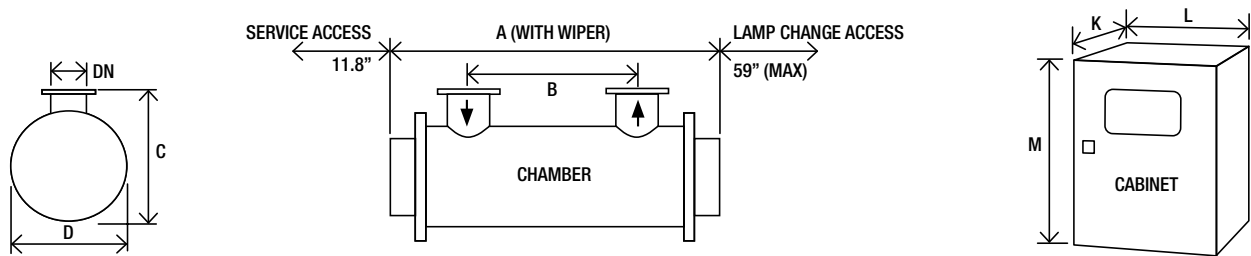 SERVICE ACCESS
11.8”
A (WITH WIPER)
LAMP CHANGE ACCESS
59” (MAX)
B
CHAMBER
DN
C
D
K
L
M
CABINET